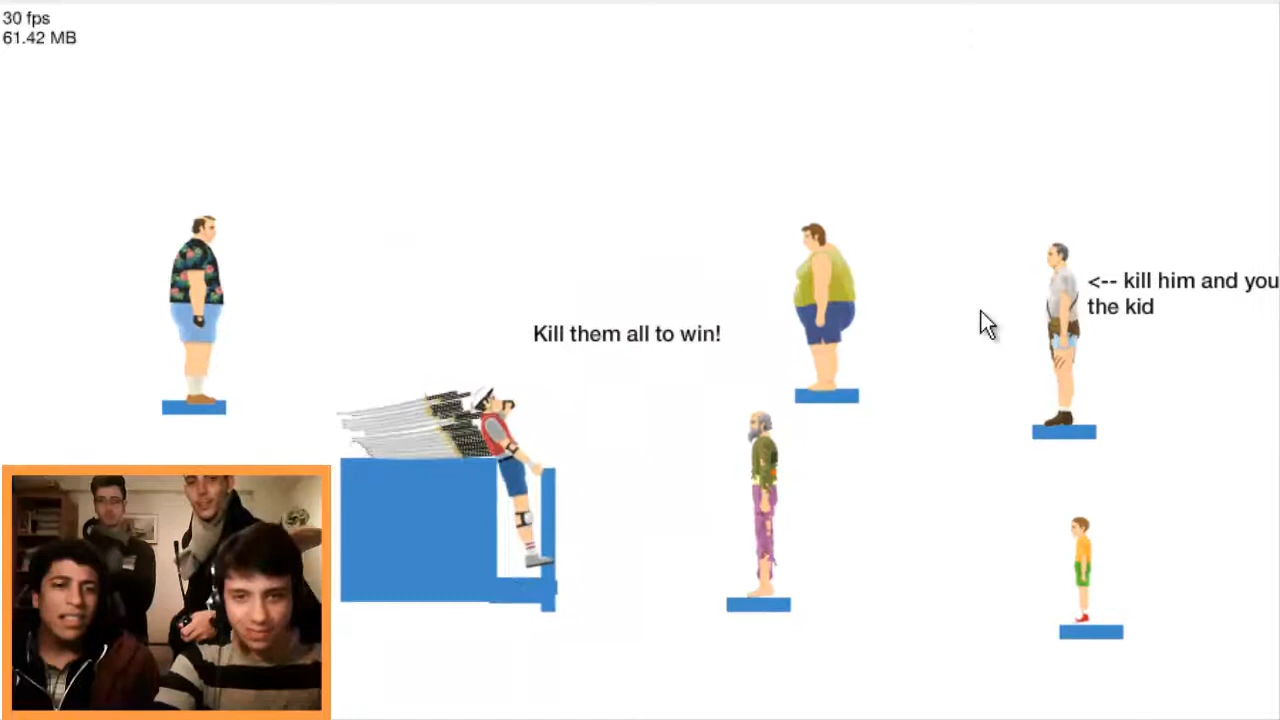 30 fps
61.42 MB
<-- kill him and you
the kid
Kill them all to win!